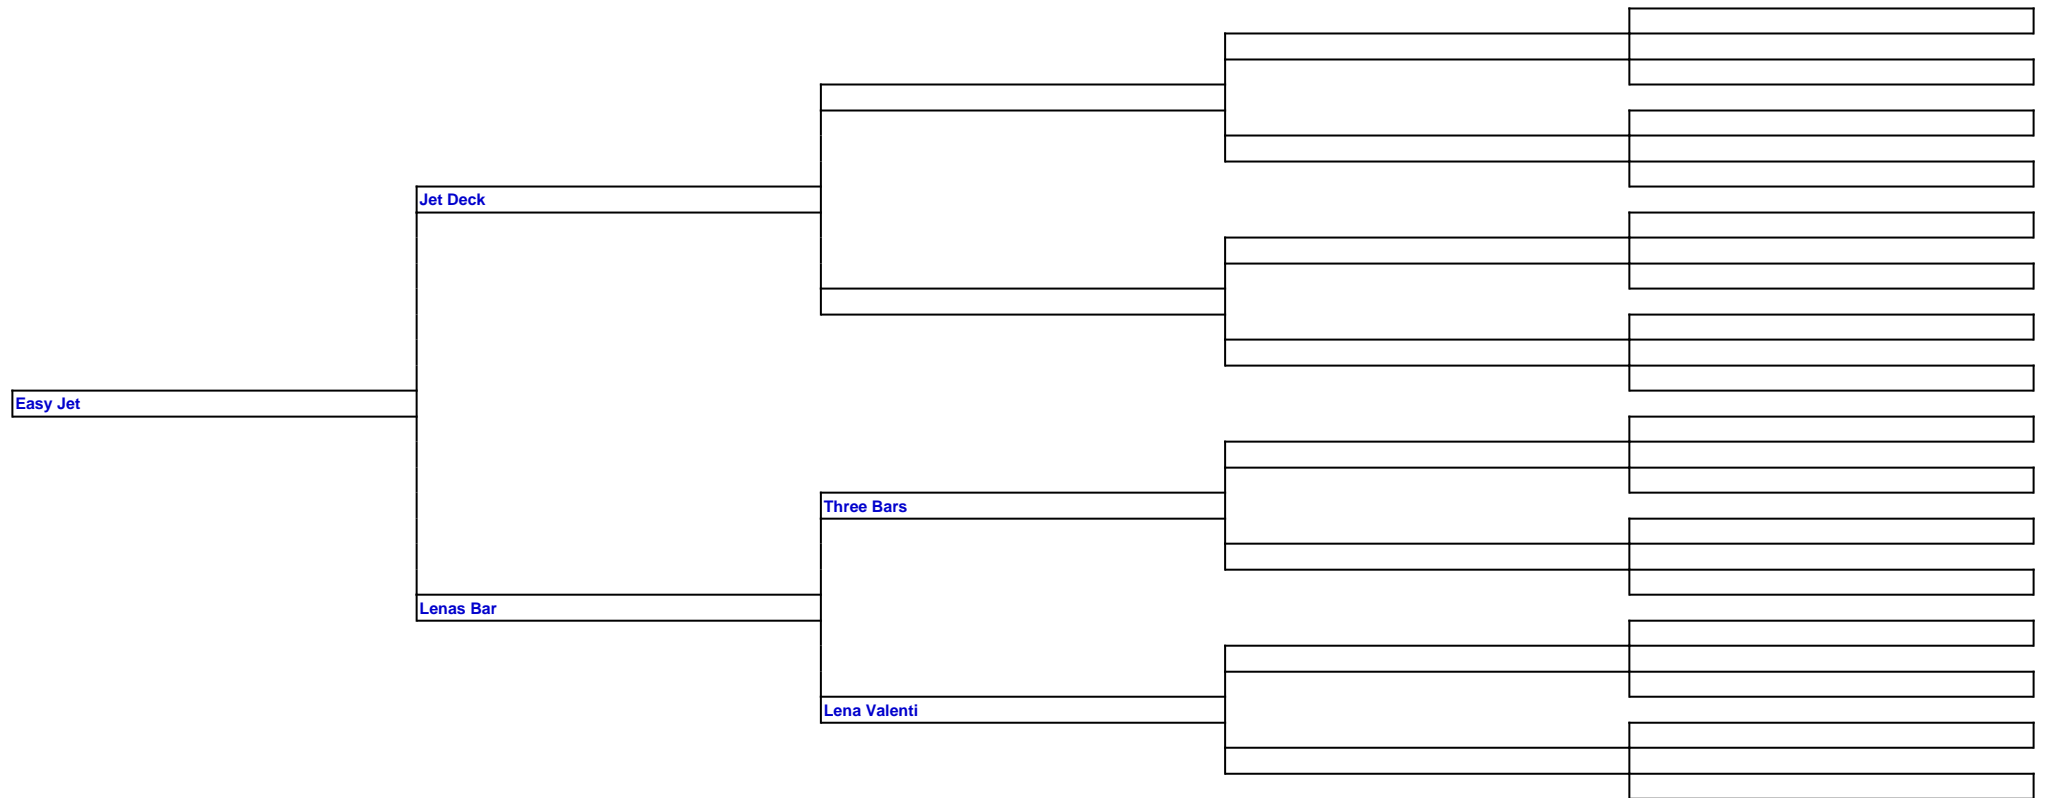 Jet Deck
Easy Jet
Three Bars
Lenas Bar
Lena Valenti